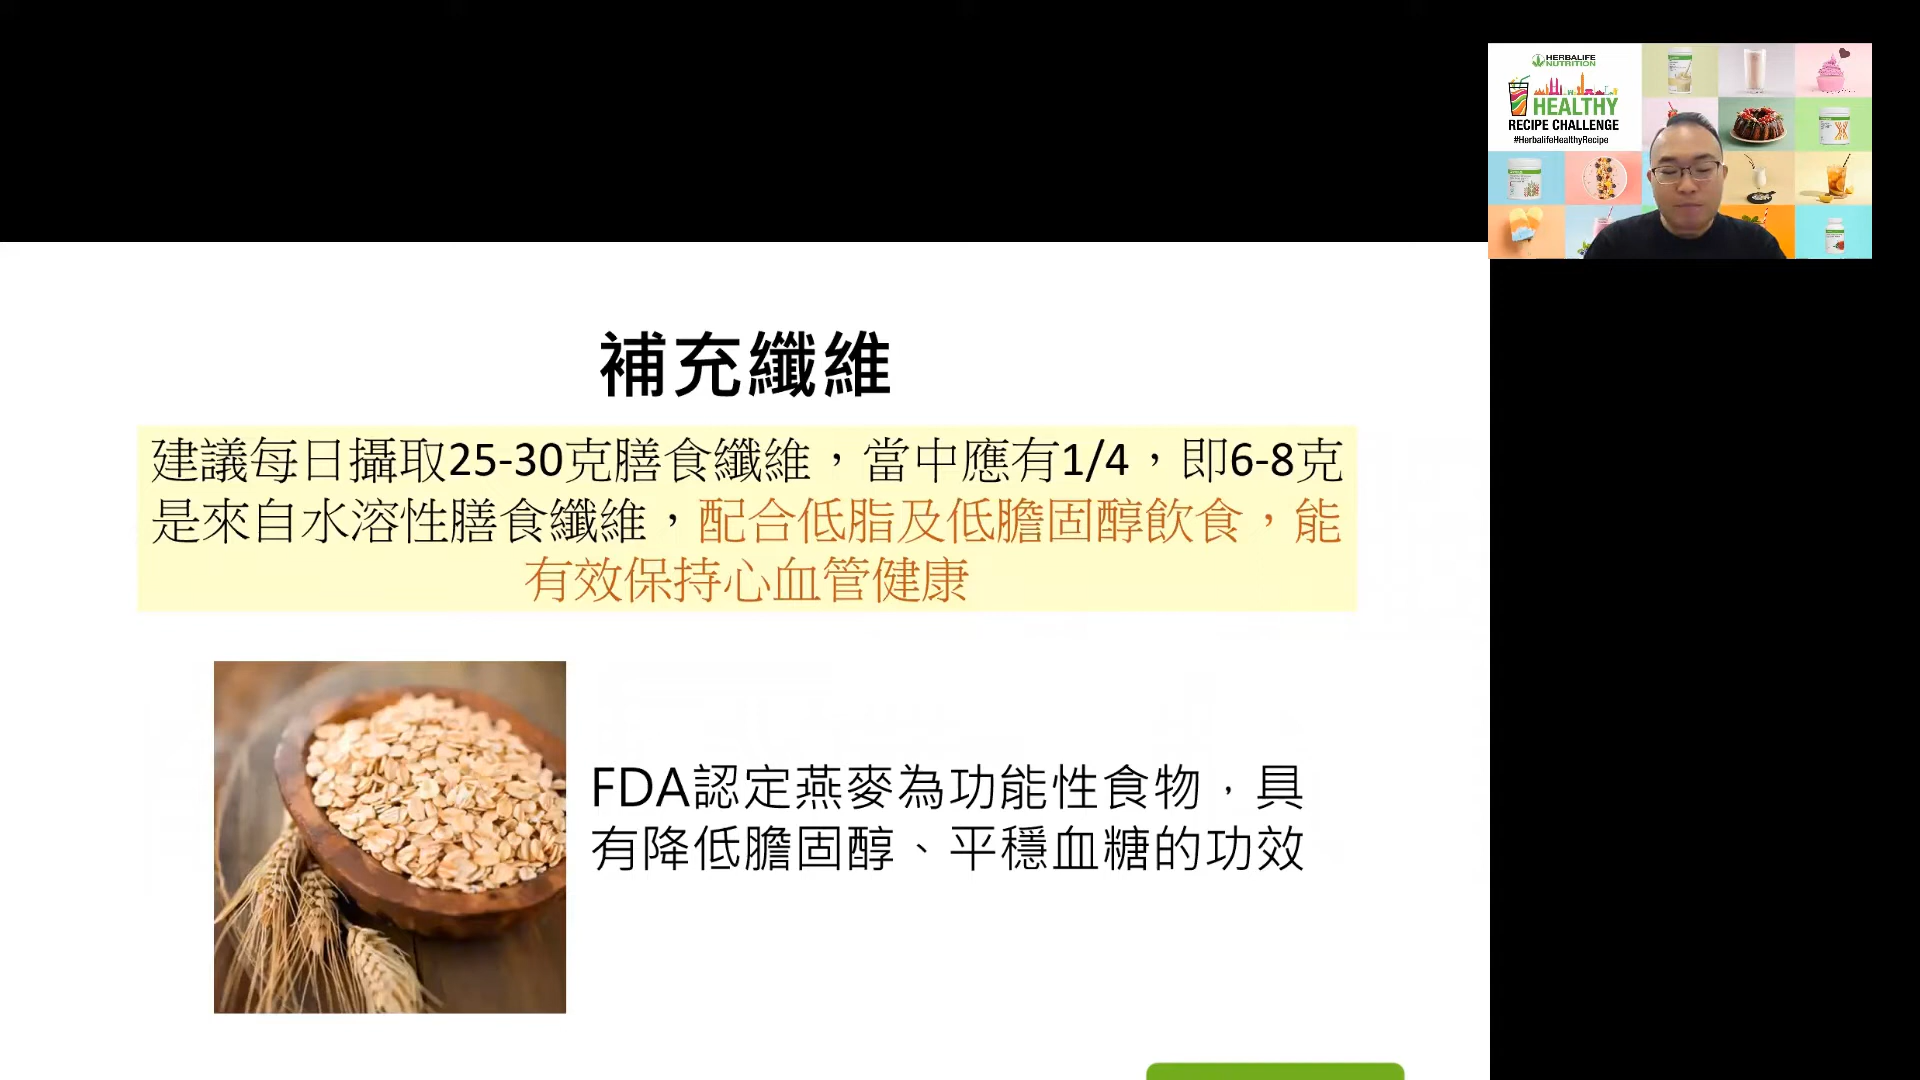 HERBALIFE
NUTRITION
HEALTHY
RECIPE CHALLENGE
#HerbalifeHealthyRecipe
補充纖維
建議每日攝取25-30克膳食纖維，當中應有1/4，即6-8克
是來自水溶性膳食纖維，配合低脂及低膽固醇飲食，能
有效保持心血管健康
FDA認定燕麥為功能性食物，具
有降低膽固醇、平穩血糖的功效